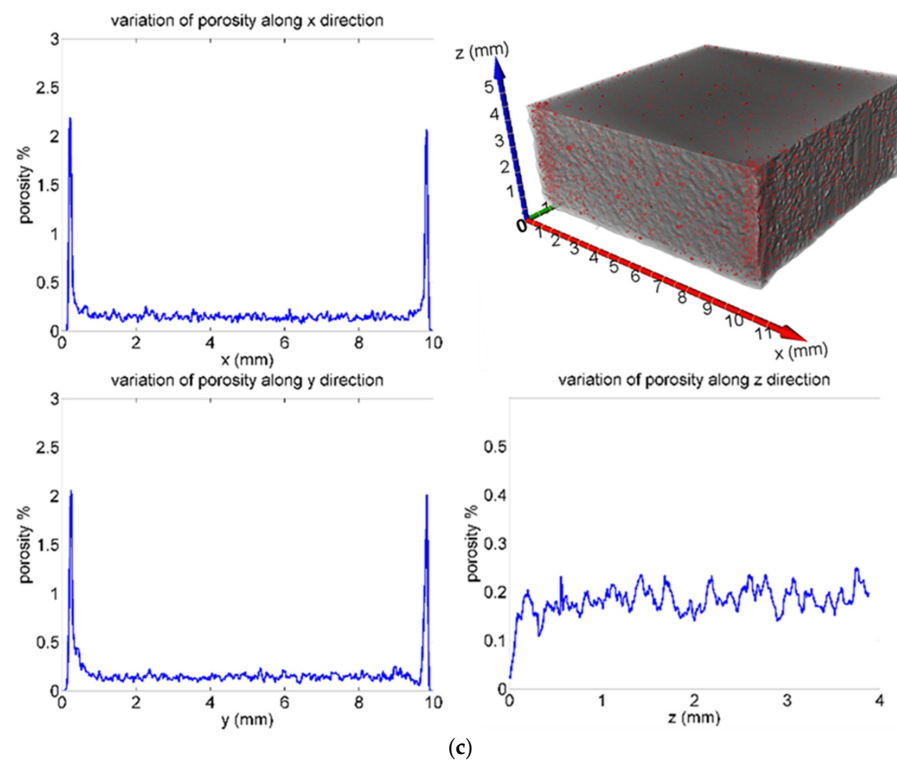 variation of porosity along x direction
3
2.5
2
1.5
1
0.5
0
porosity %
0 2 4 6 8 10
x (mm)
z (mm)
5
4
3
2
1
0
1
1 2 3 4 5 6 7 8 9 10 11
x (mm)
variation of porosity along y direction
3
2.5
2
1.5
1
0.5
0
porosity %
0 2 4 6 8 10
y (mm)
variation of porosity along z direction
0.5
0.4
0.3
0.2
0.1
0
porosity %
0 1 2 3 4
z (mm)
(c)